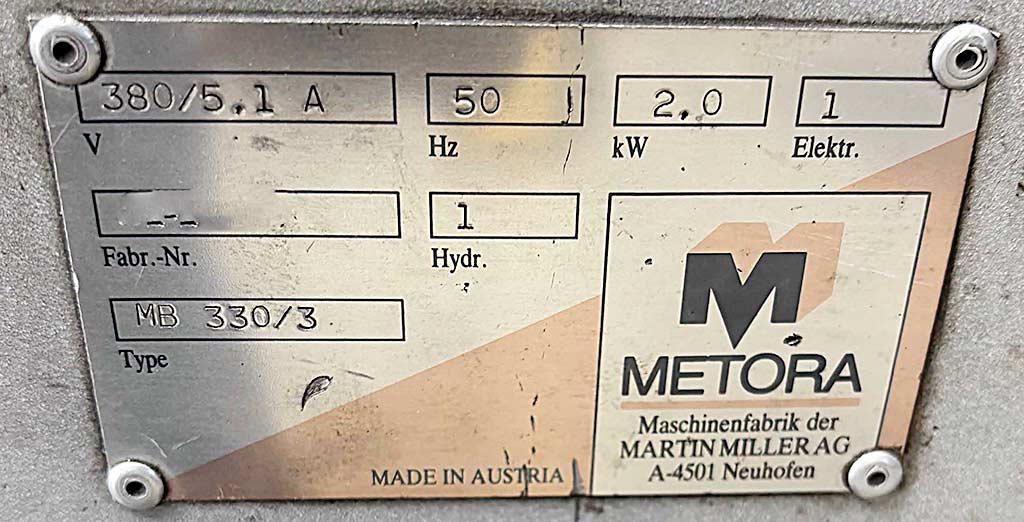 380/5.1 A 50 2.0 1
V Hz kW Elektr.
1
Fabr.-Nr. Hydr.
MB 330/3
Type
M
METORA
Maschinenfabrik der
MARTIN MILLER AG
A-4501 Neuhofen
MADE IN AUSTRIA